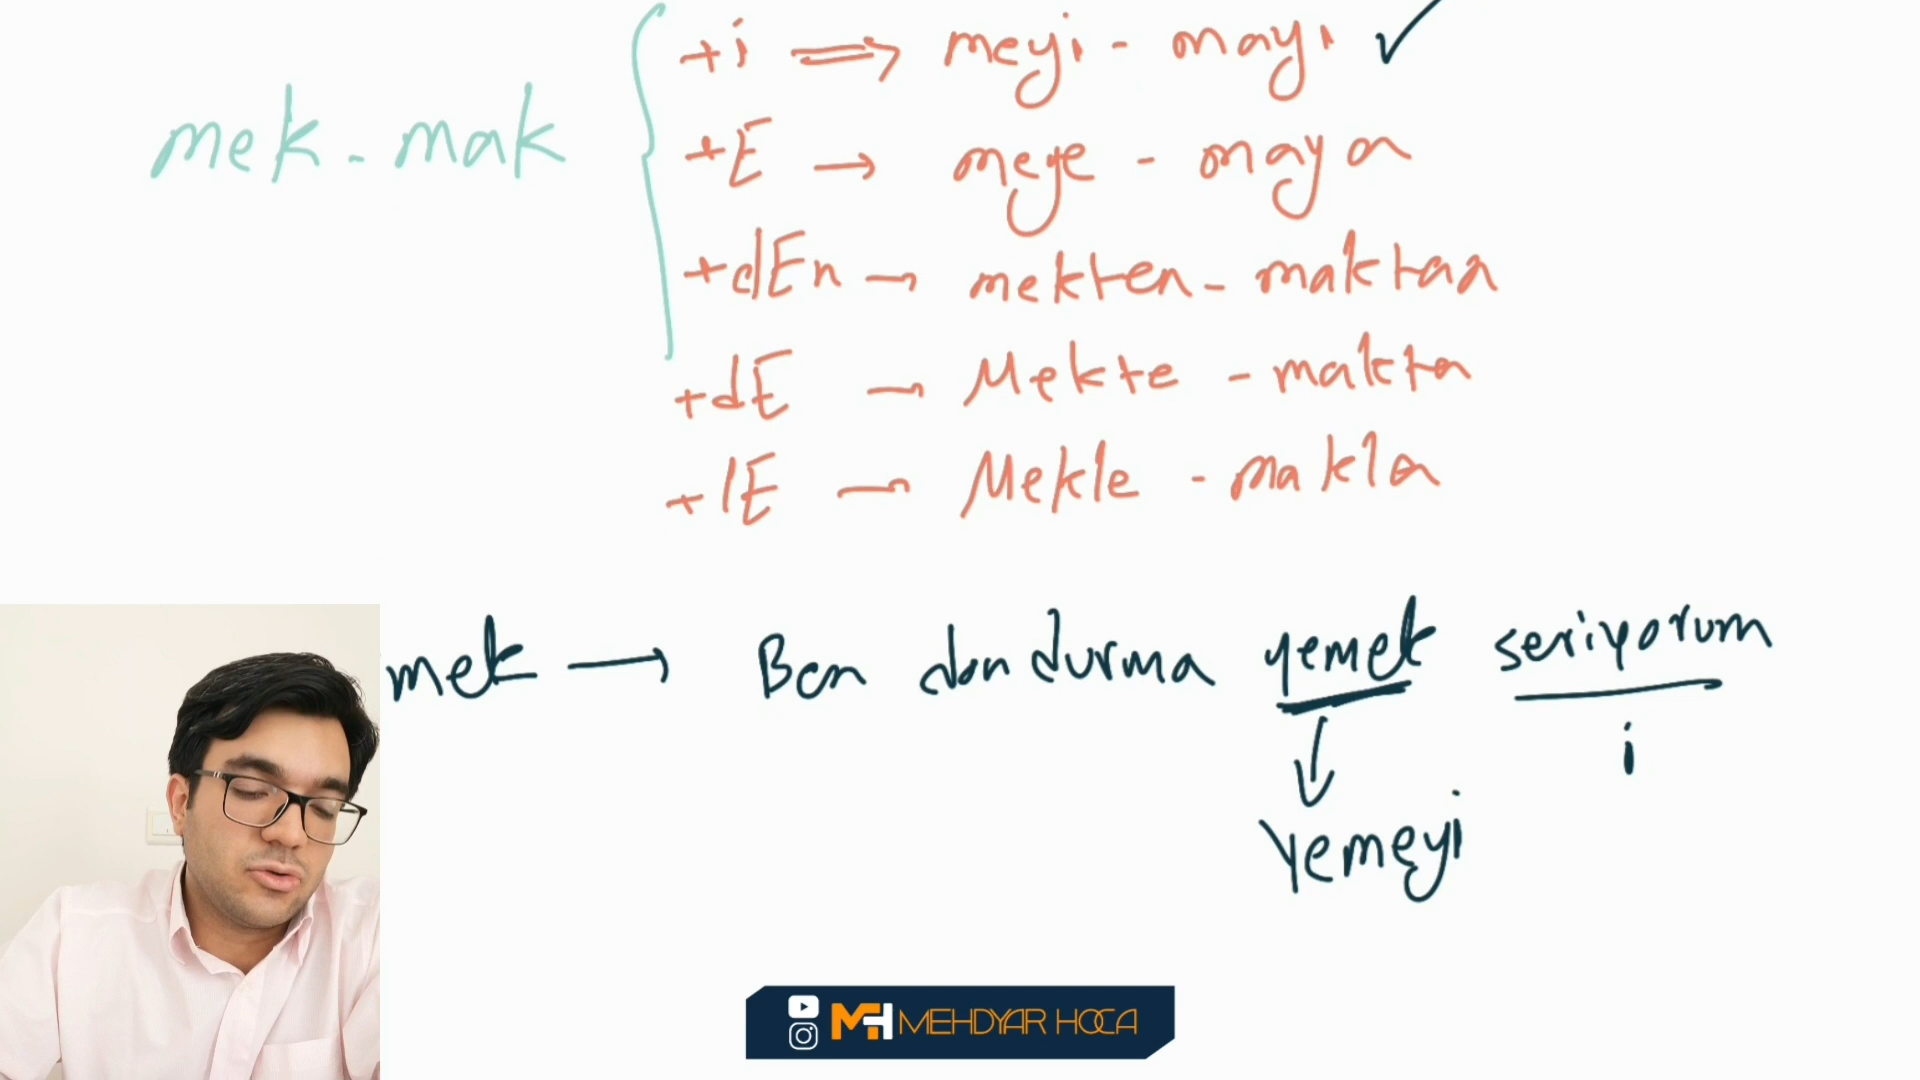 mek - mak
+i ⟹ meyi - mayı ✓
+E → meye - maya
+dEn → mekten - maktan
+dE → Mekte - makta
+lE → Mekle - makla
mek → Ben dondurma yemek seviyorum
↓ i
Yemeyi
MH MEHDYAR HOCA